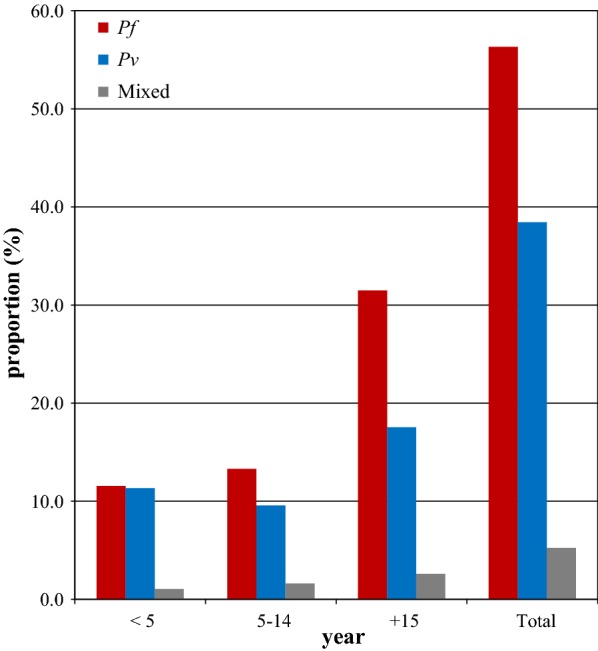 60.0
50.0
40.0
30.0
20.0
10.0
0.0
proportion (%)
Pf
Pv
Mixed
< 5 5-14 +15 Total
year